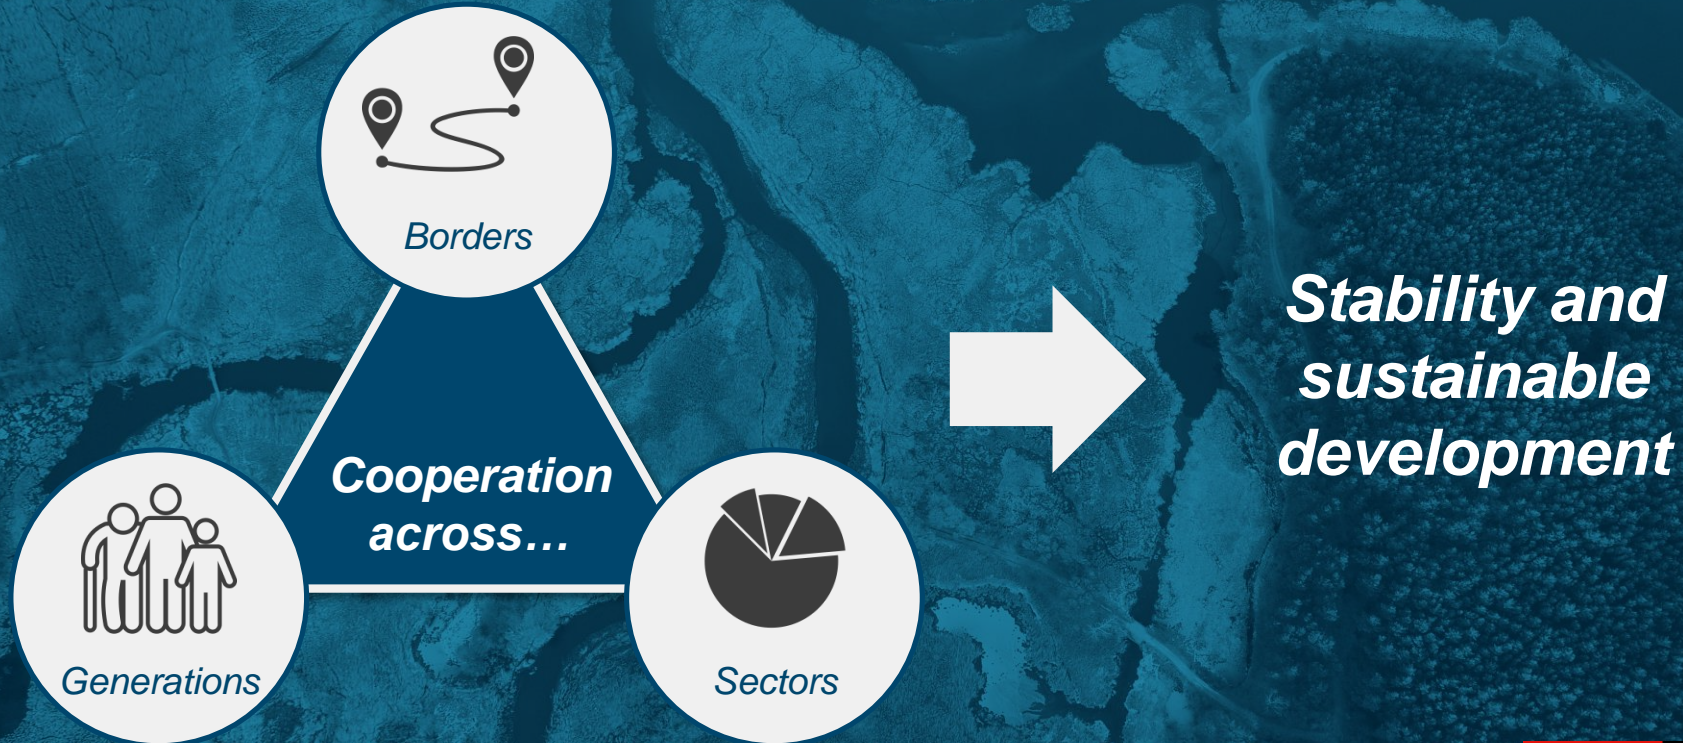 Borders
Cooperation
across…
Generations
Sectors
Stability and
sustainable
development